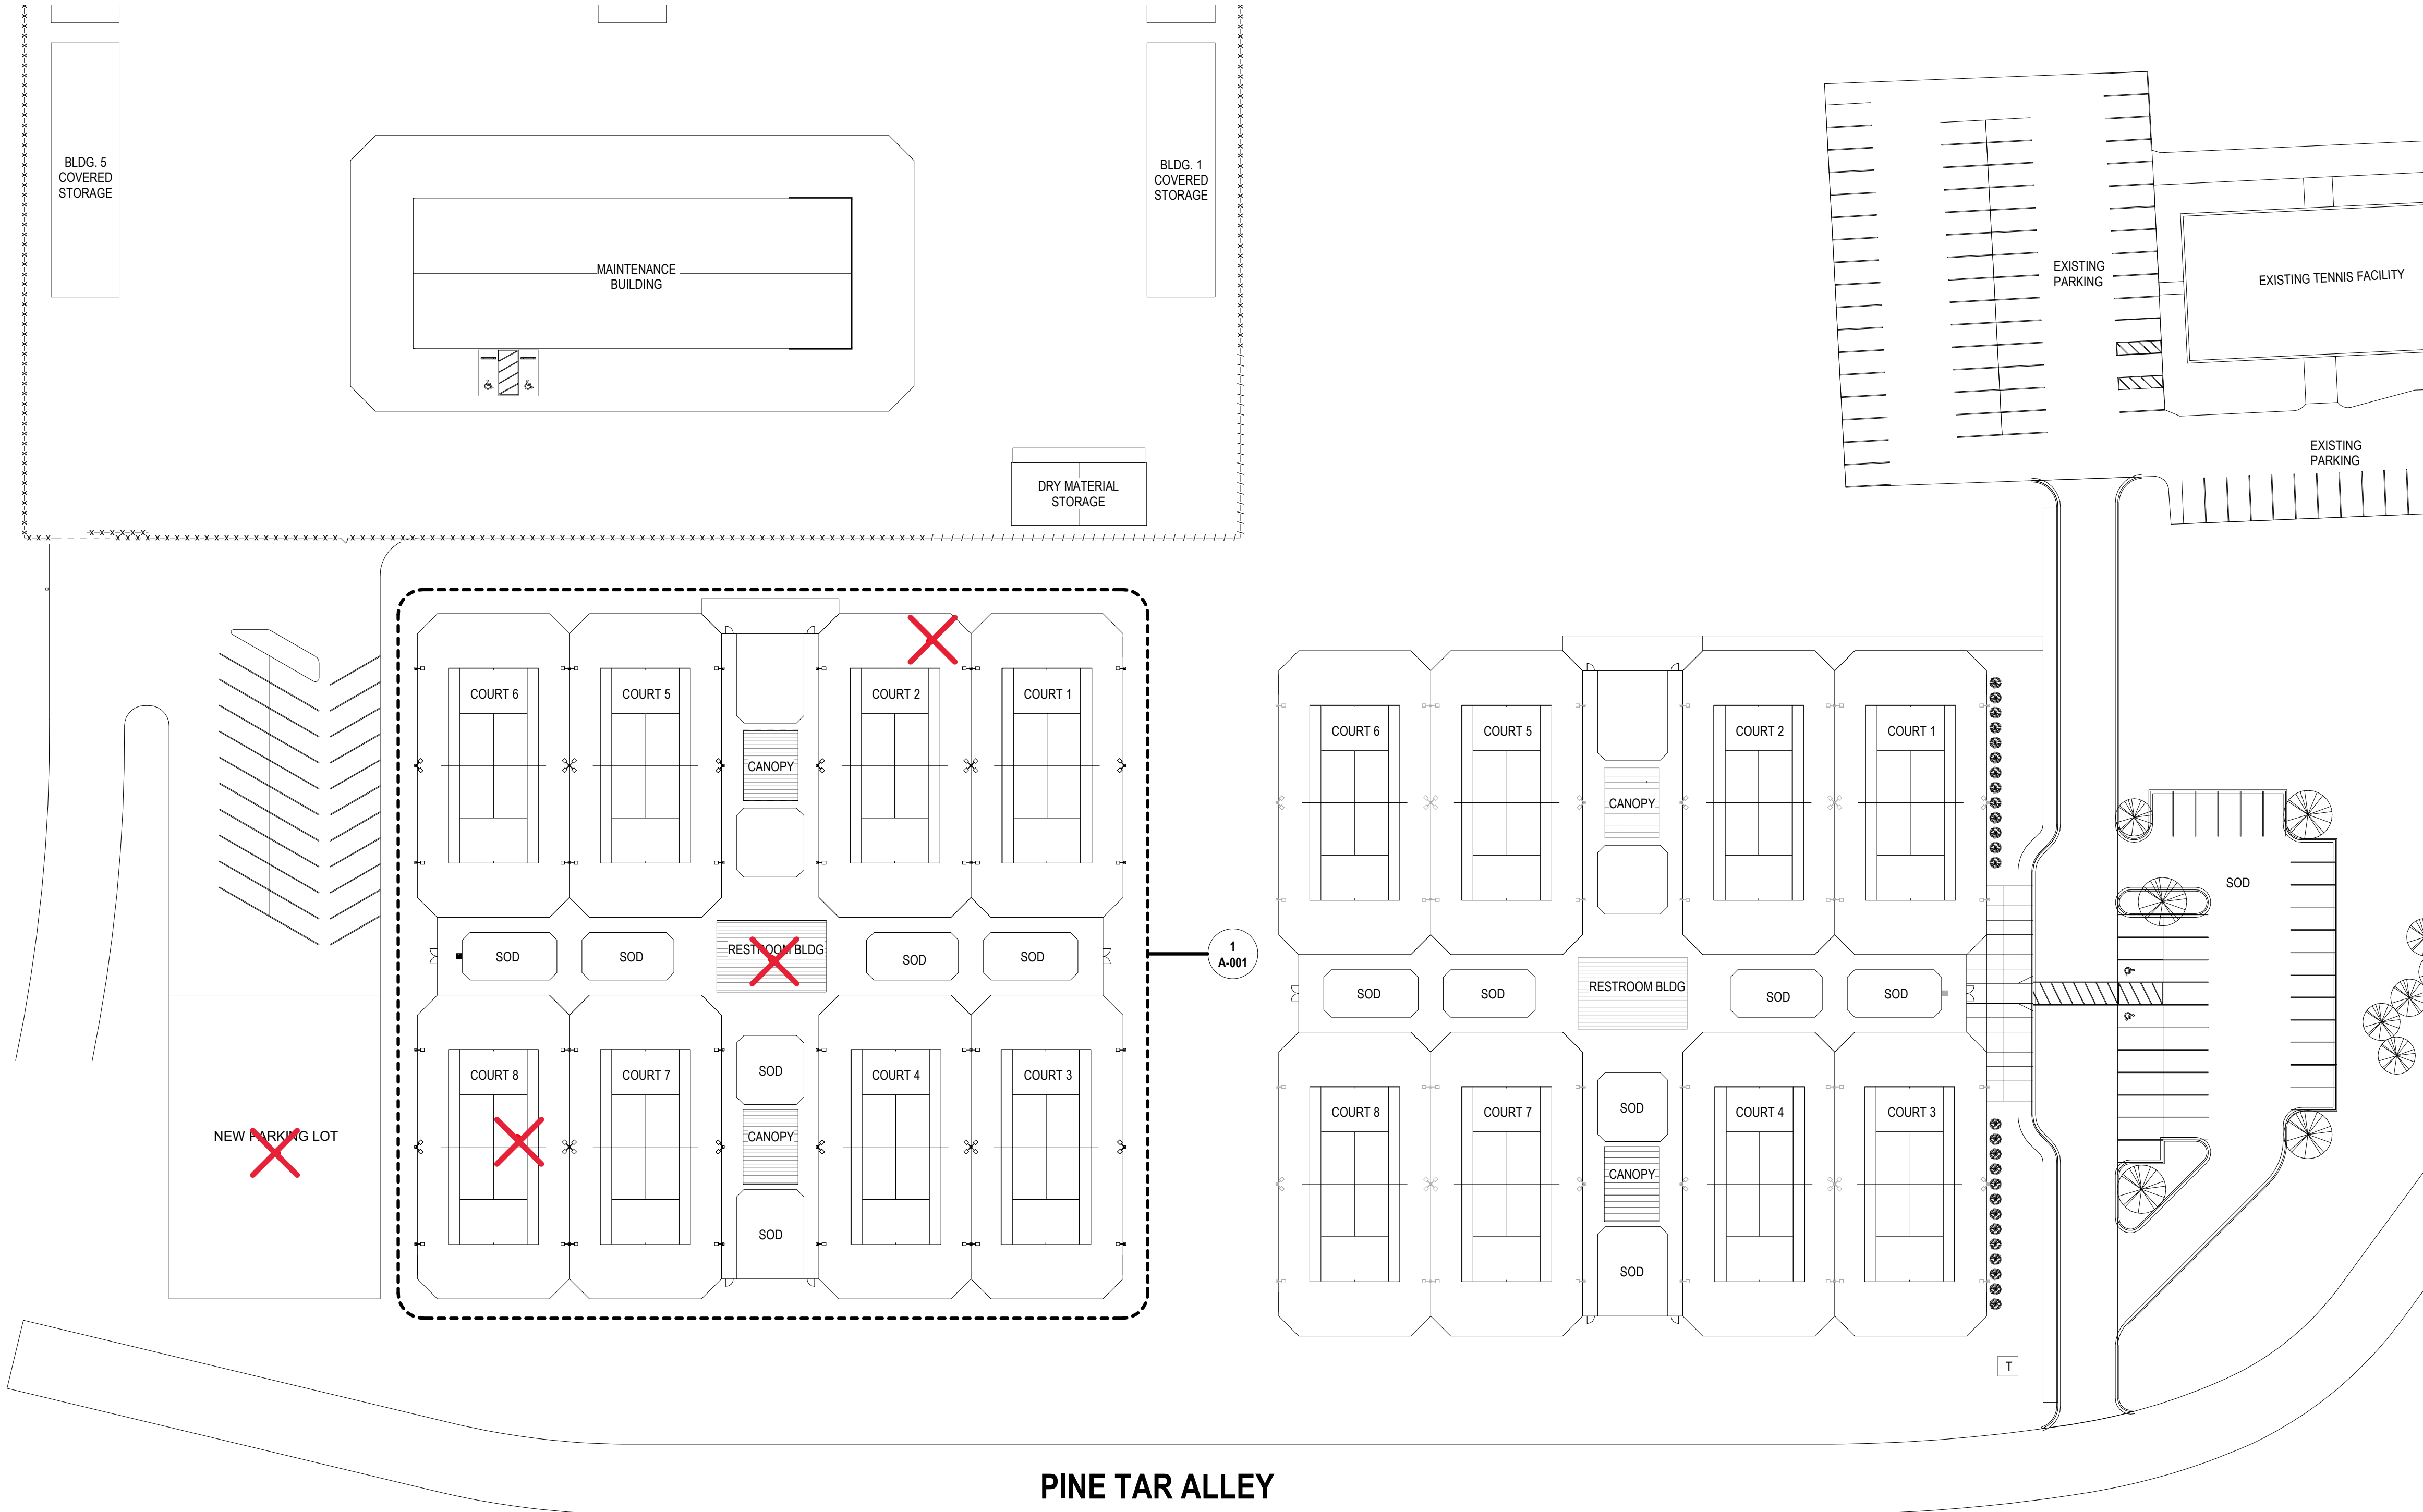 BLDG. 5
COVERED
STORAGE
MAINTENANCE
BUILDING
BLDG. 1
COVERED
STORAGE
DRY MATERIAL
STORAGE
EXISTING
PARKING
EXISTING TENNIS FACILITY
EXISTING
PARKING
COURT 6
COURT 5
COURT 2
COURT 1
CANOPY
SOD
SOD
RESTROOM BLDG
SOD
SOD
1
A-001
COURT 8
COURT 7
SOD
COURT 4
COURT 3
CANOPY
SOD
NEW PARKING LOT
COURT 6
COURT 5
COURT 2
COURT 1
CANOPY
SOD
SOD
SOD
RESTROOM BLDG
SOD
SOD
COURT 8
COURT 7
SOD
COURT 4
COURT 3
CANOPY
SOD
T
PINE TAR ALLEY